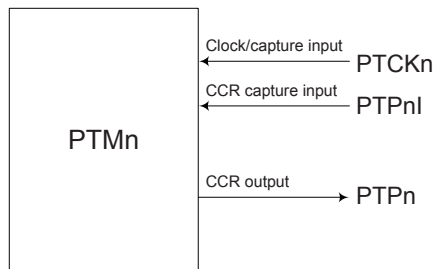 Clock/capture input
PTCKn
CCR capture input
PTPnI
PTMn
CCR output
PTPn